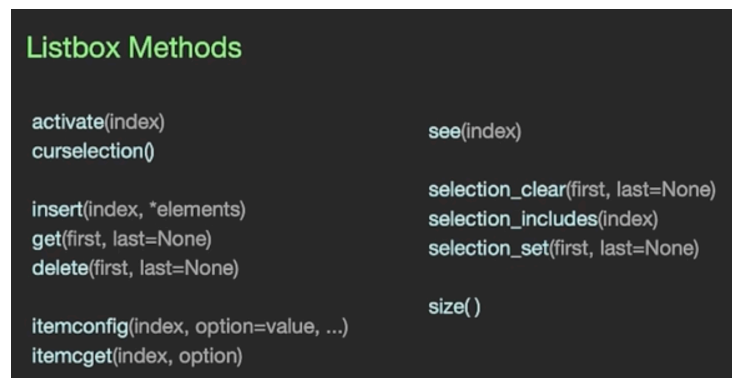 Listbox Methods
activate(index)
curselection()
insert(index, *elements)
get(first, last=None)
delete(first, last=None)
itemconfig(index, option=value, ...)
itemcget(index, option)
see(index)
selection_clear(first, last=None)
selection_includes(index)
selection_set(first, last=None)
size( )